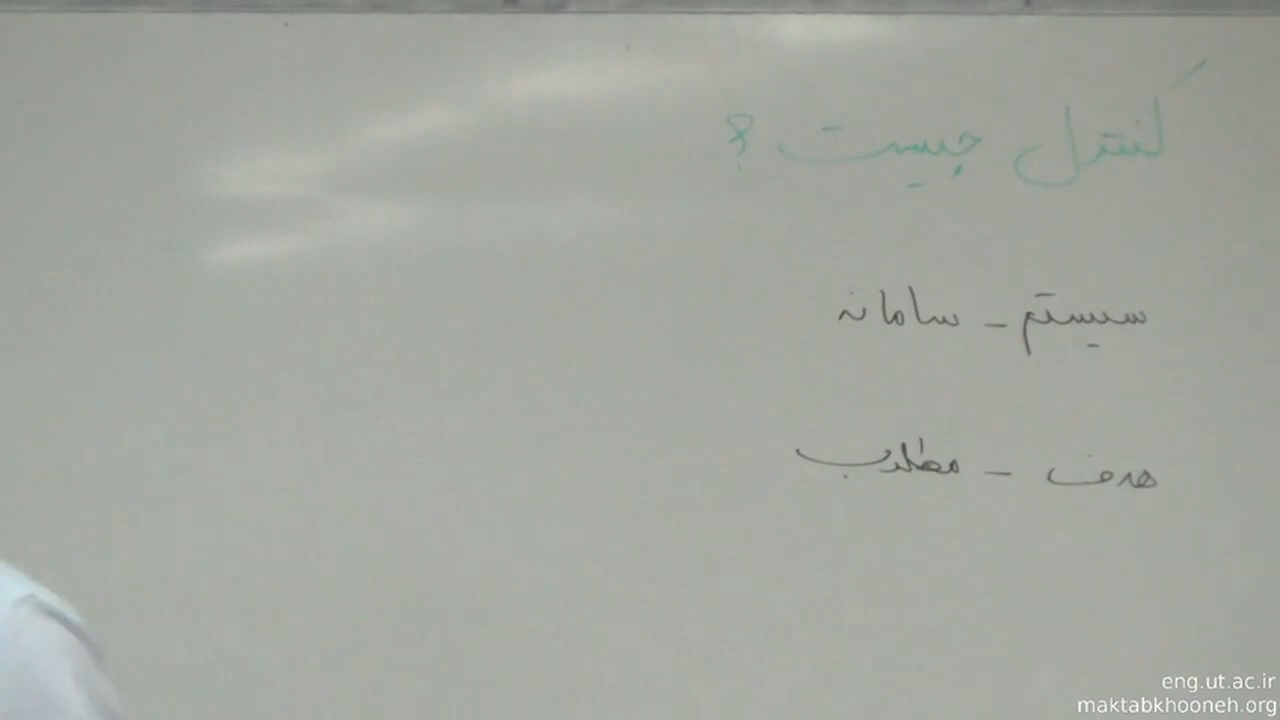 کنترل چیست ؟
سیستم - سامانه
هدف - مطلوب
eng.ut.ac.ir
maktabkhooneh.org